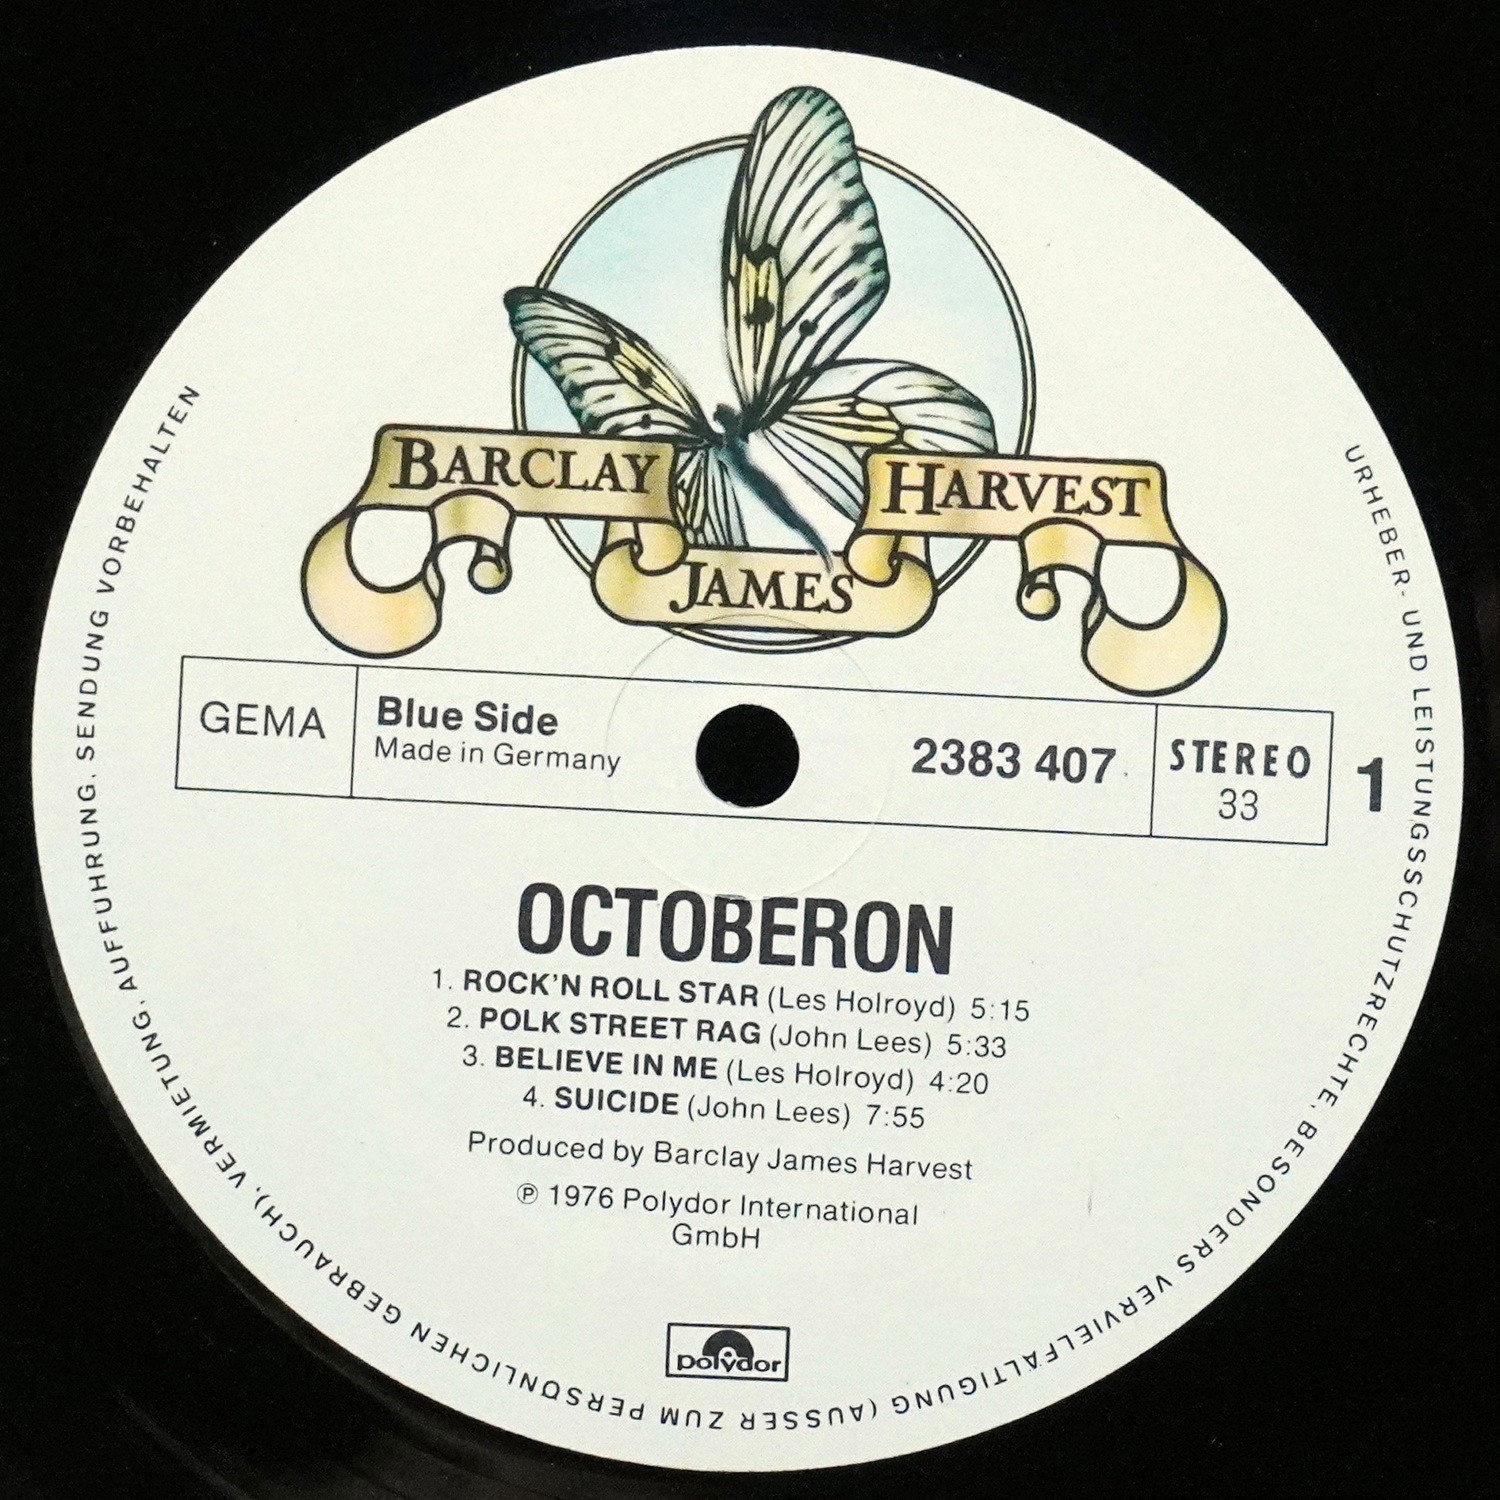 BARCLAY
JAMES
HARVEST
GEMA
Blue Side
Made in Germany
2383 407
STEREO
33
1
OCTOBERON
1. ROCK'N ROLL STAR (Les Holroyd) 5:15
2. POLK STREET RAG (John Lees) 5:33
3. BELIEVE IN ME (Les Holroyd) 4:20
4. SUICIDE (John Lees) 7:55
Produced by Barclay James Harvest
℗ 1976 Polydor International
GmbH
polydor
URHEBER- UND LEISTUNGSSCHUTZRECHTE, BESONDERS VERVIELFÄLTIGUNG (AUSSER ZUM PERSÖNLICHEN GEBRAUCH), VERMIETUNG, AUFFÜHRUNG, SENDUNG VORBEHALTEN